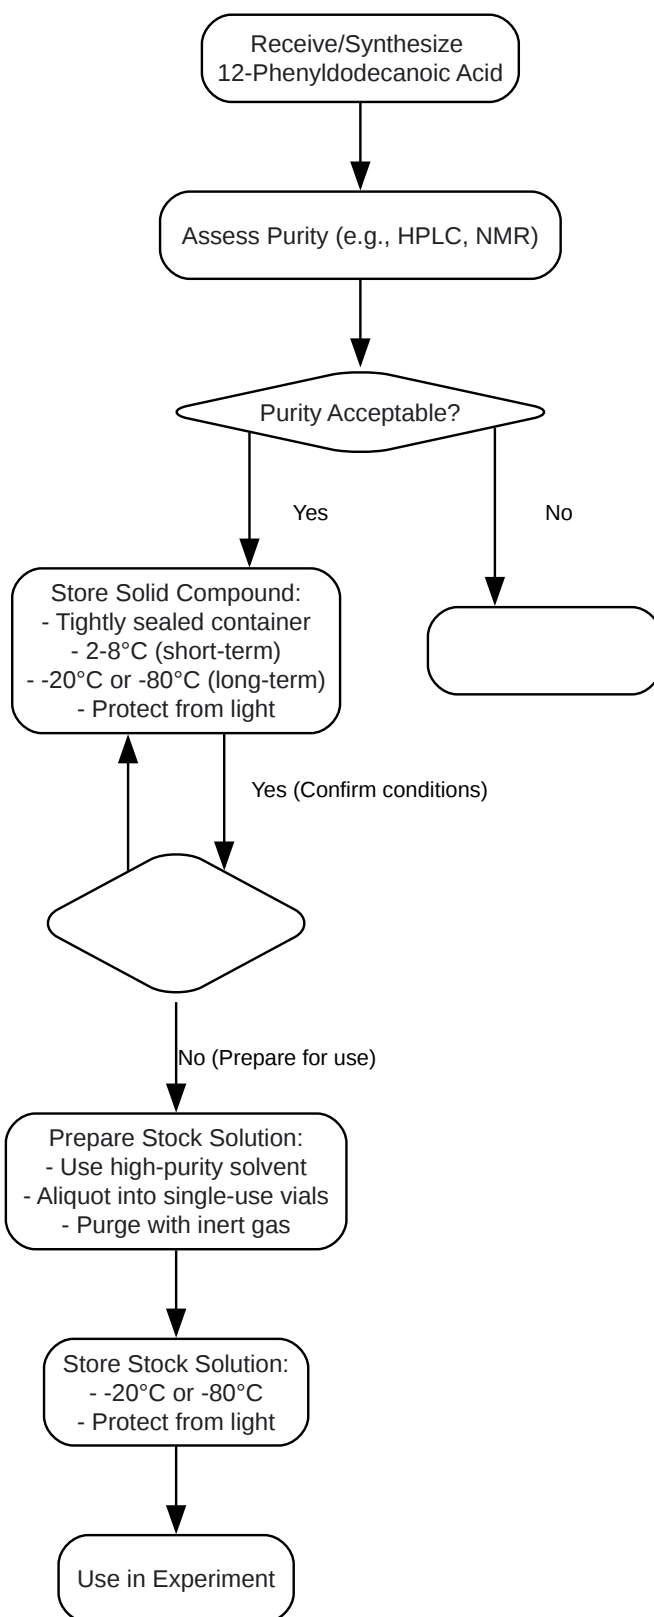 Receive/Synthesize
12-Phenyldodecanoic Acid
Assess Purity (e.g., HPLC, NMR)
Purity Acceptable?
Yes
No
Store Solid Compound:
- Tightly sealed container
- 2-8°C (short-term)
- -20°C or -80°C (long-term)
- Protect from light
Yes (Confirm conditions)
No (Prepare for use)
Prepare Stock Solution:
- Use high-purity solvent
- Aliquot into single-use vials
- Purge with inert gas
Store Stock Solution:
- -20°C or -80°C
- Protect from light
Use in Experiment